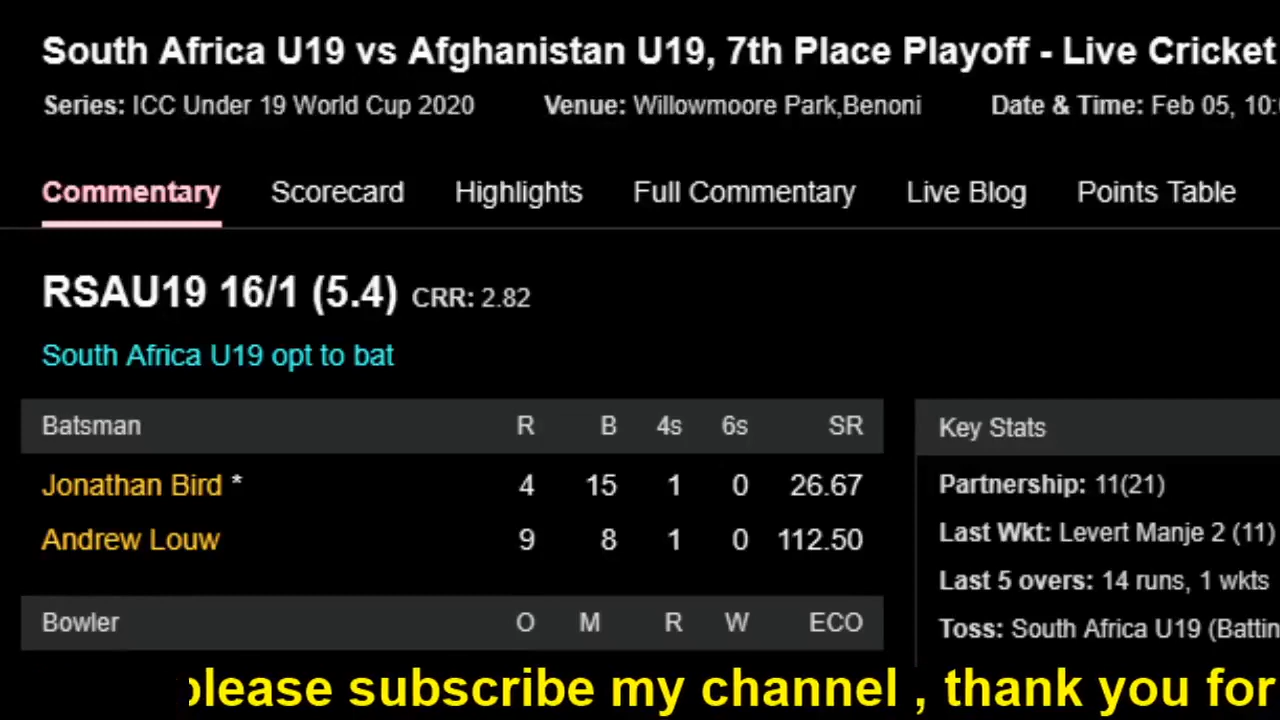 South Africa U19 vs Afghanistan U19, 7th Place Playoff - Live Cricket
Series: ICC Under 19 World Cup 2020 Venue: Willowmoore Park,Benoni Date & Time: Feb 05, 10:
Commentary Scorecard Highlights Full Commentary Live Blog Points Table
RSAU19 16/1 (5.4) CRR: 2.82
South Africa U19 opt to bat
Batsman R B 4s 6s SR
Jonathan Bird * 4 15 1 0 26.67
Andrew Louw 9 8 1 0 112.50
Bowler O M R W ECO
Key Stats
Partnership: 11(21)
Last Wkt: Levert Manje 2 (11)
Last 5 overs: 14 runs, 1 wkts
Toss: South Africa U19 (Battin
please subscribe my channel , thank you for